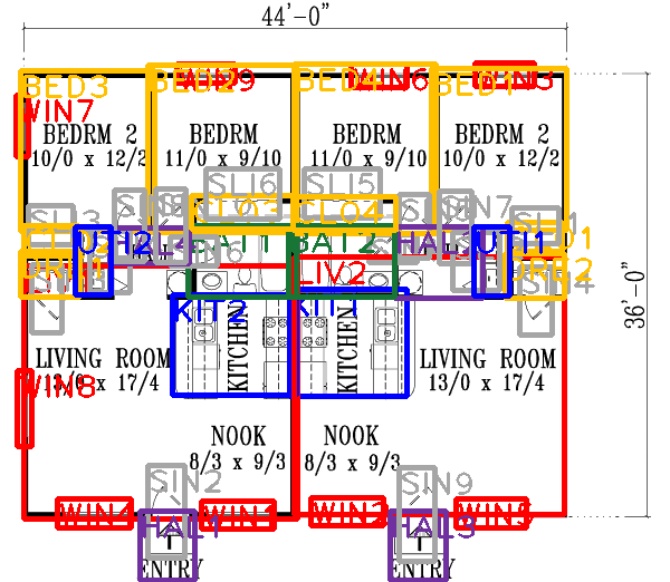 44'-0"
BED3 BED2 BED4 BED1
WIN9 WIN6 WIN3
WIN7
BEDRM 2 BEDRM BEDRM BEDRM 2
10/0 x 12/2 11/0 x 9/10 11/0 x 9/10 10/0 x 12/2
SLI6 SLI5
CLO3 CLO4
SIN7
UTI2 HAL4 BAT1 BAT2 UTI1
LIV2
36'-0"
KIT2 KIT1
KITCHEN KITCHEN
LIVING ROOM LIVING ROOM
13/0 x 17/4 13/0 x 17/4
WIN8
NOOK NOOK
8/3 x 9/3 8/3 x 9/3
SIN2 SIN9
WIN4 WIN1 WIN2 WIN5
HAL1 HAL3
ENTRY ENTRY